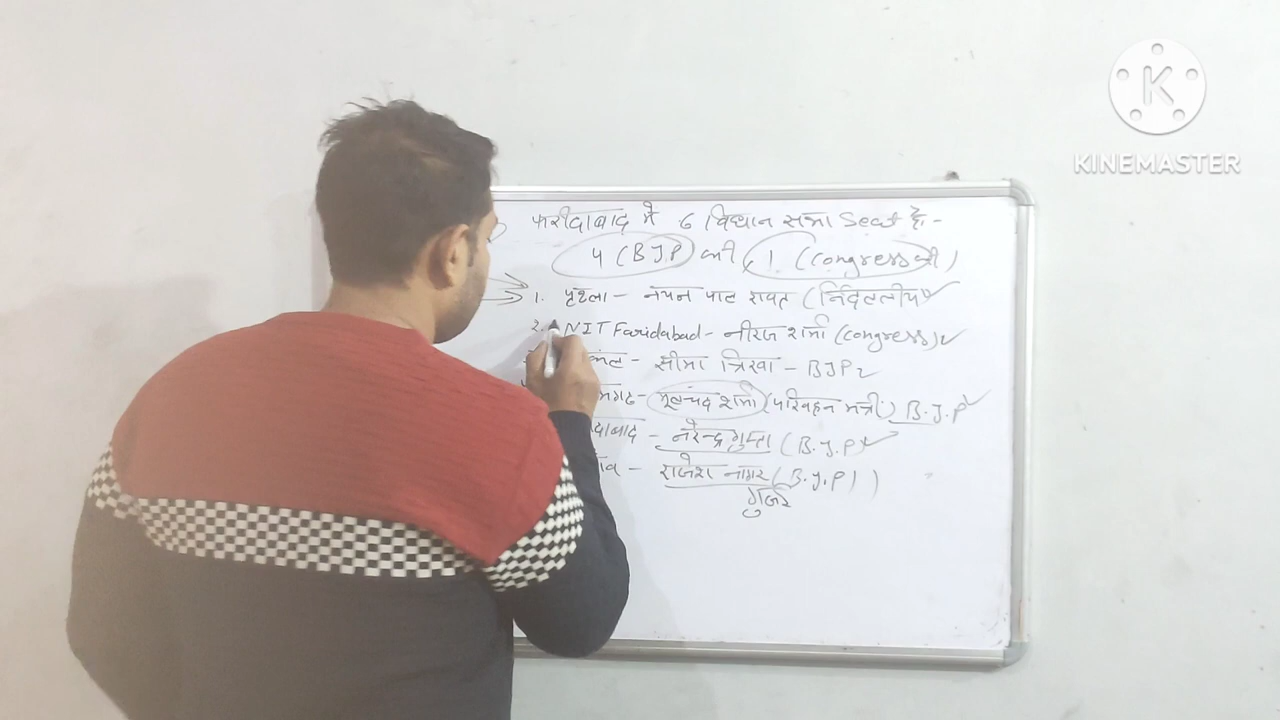 फरीदाबाद में 6 विधान सभा Seat है।-
4 (BJP) की 1 (Congress की)
1. पृथला - नयन पाल रावत (निर्दलीय)
2. NIT Faridabad - नीरज शर्मा (Congress)
- सीमा त्रिखा - BJP
मूलचंद शर्मा (परिवहन मंत्री) B.J.P
- नरेन्द्र गुप्ता (B.J.P)
- राजेश नागर (B.J.P)
गुर्जर
K
KINEMASTER